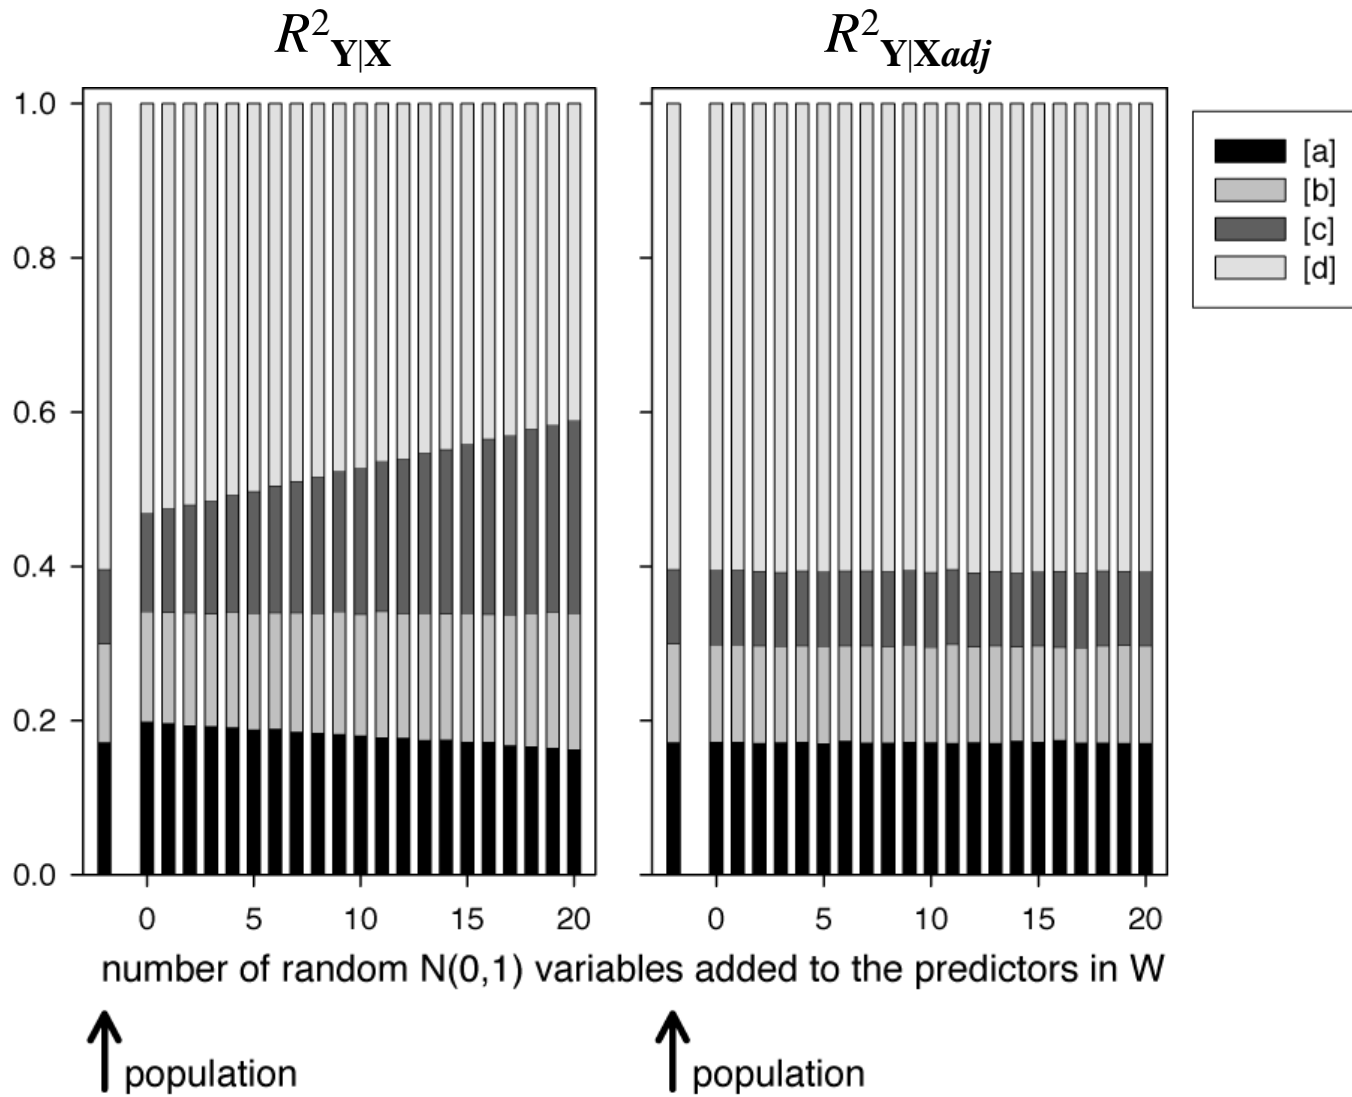 R²Y|X
R²Y|Xadj
1.0
0.8
0.6
0.4
0.2
0.0
0 5 10 15 20
0 5 10 15 20
[a]
[b]
[c]
[d]
number of random N(0,1) variables added to the predictors in W
population
population